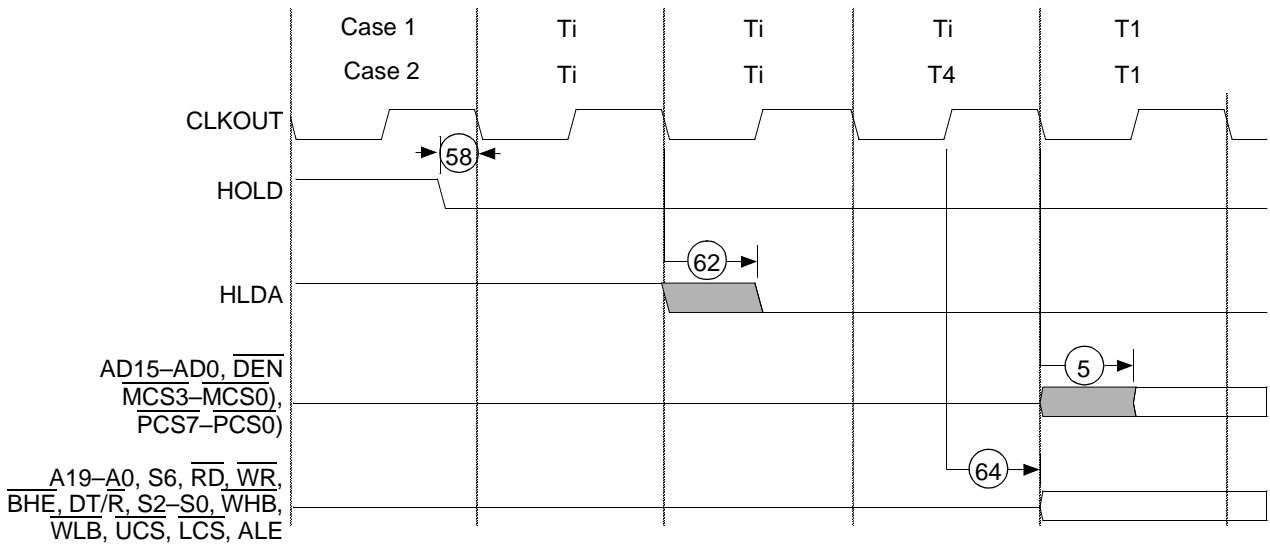 Case 1 Ti Ti Ti T1
Case 2 Ti Ti T4 T1
CLKOUT
58
HOLD
62
HLDA
AD15–AD0, DEN
5
MCS3–MCS0),
PCS7–PCS0)
A19–A0, S6, RD, WR,
64
BHE, DT/R, S2–S0, WHB,
WLB, UCS, LCS, ALE